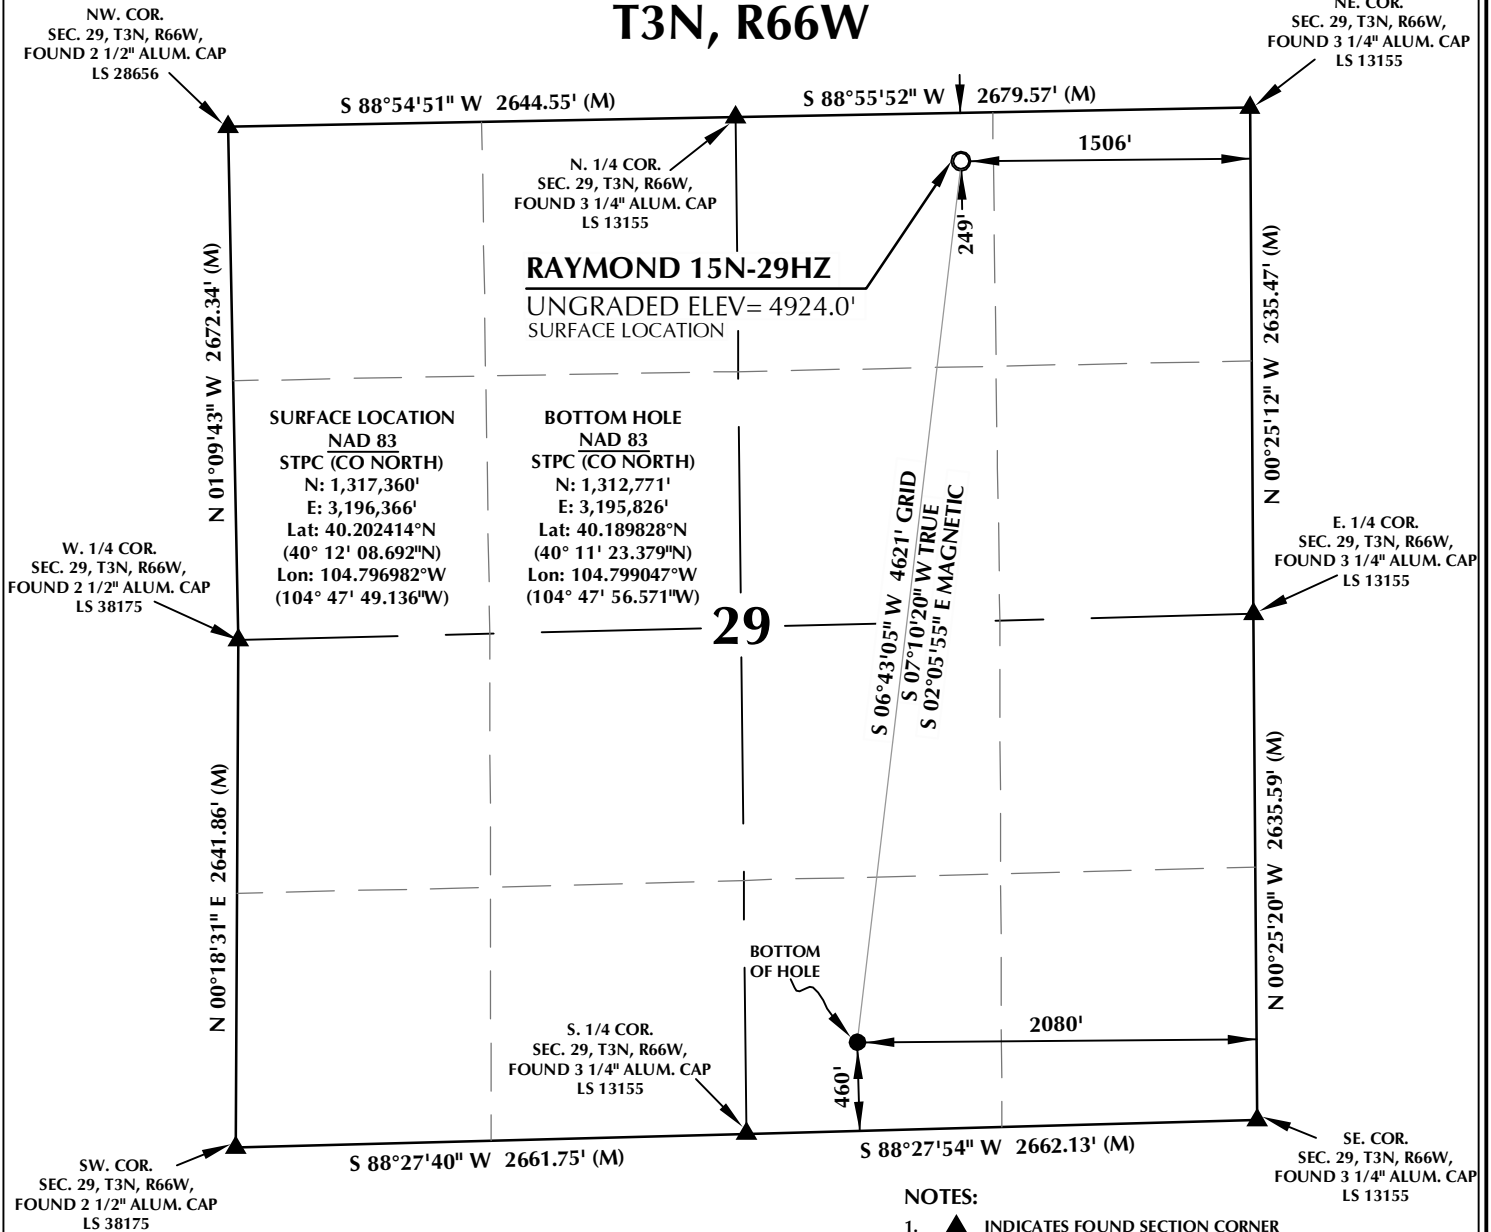 T3N, R66W
NW. COR.
SEC. 29, T3N, R66W,
FOUND 2 1/2" ALUM. CAP
LS 28656
NE. COR.
SEC. 29, T3N, R66W,
FOUND 3 1/4" ALUM. CAP
LS 13155
S 88°54'51" W 2644.55' (M)
S 88°55'52" W 2679.57' (M)
N. 1/4 COR.
SEC. 29, T3N, R66W,
FOUND 3 1/4" ALUM. CAP
LS 13155
1506'
249'
RAYMOND 15N-29HZ
UNGRADED ELEV= 4924.0'
SURFACE LOCATION
N 01°09'43" W 2672.34' (M)
N 00°25'12" W 2635.47' (M)
SURFACE LOCATION
NAD 83
STPC (CO NORTH)
N: 1,317,360'
E: 3,196,366'
Lat: 40.202414°N
(40° 12' 08.692"N)
Lon: 104.796982°W
(104° 47' 49.136"W)
BOTTOM HOLE
NAD 83
STPC (CO NORTH)
N: 1,312,771'
E: 3,195,826'
Lat: 40.189828°N
(40° 11' 23.379"N)
Lon: 104.799047°W
(104° 47' 56.571"W)
S 06°43'05" W 4621' GRID
S 07°10'20" W TRUE
S 02°05'55" E MAGNETIC
W. 1/4 COR.
SEC. 29, T3N, R66W,
FOUND 2 1/2" ALUM. CAP
LS 38175
E. 1/4 COR.
SEC. 29, T3N, R66W,
FOUND 3 1/4" ALUM. CAP
LS 13155
29
N 00°18'31" E 2641.86' (M)
N 00°25'20" W 2635.59' (M)
BOTTOM
OF HOLE
2080'
460'
S. 1/4 COR.
SEC. 29, T3N, R66W,
FOUND 3 1/4" ALUM. CAP
LS 13155
S 88°27'40" W 2661.75' (M)
S 88°27'54" W 2662.13' (M)
SW. COR.
SEC. 29, T3N, R66W,
FOUND 2 1/2" ALUM. CAP
LS 38175
SE. COR.
SEC. 29, T3N, R66W,
FOUND 3 1/4" ALUM. CAP
LS 13155
NOTES:
1. INDICATES FOUND SECTION CORNER